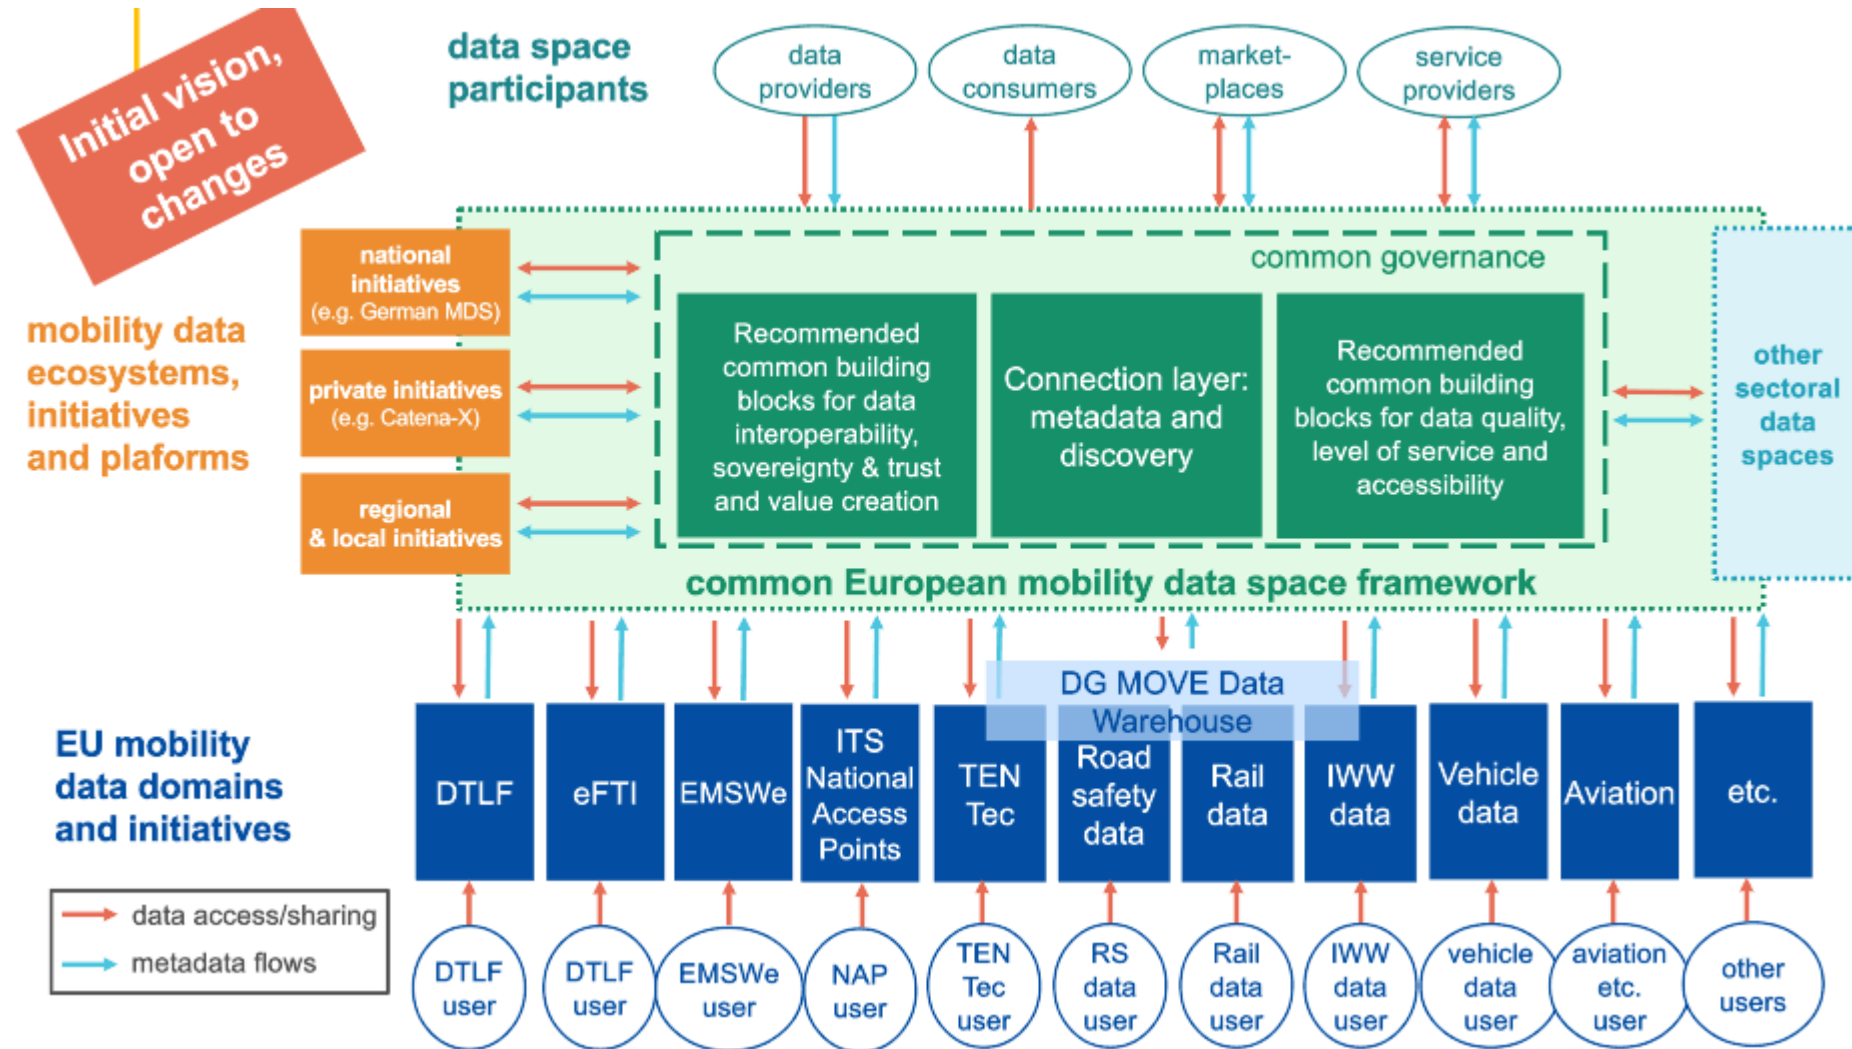 Initial vision,
open to
changes
data space
participants
data
providers
data
consumers
market-
places
service
providers
mobility data
ecosystems,
initiatives
and plaforms
national
initiatives
(e.g. German MDS)
private initiatives
(e.g. Catena-X)
regional
& local initiatives
common governance
Recommended
common building
blocks for data
interoperability,
sovereignty & trust
and value creation
Connection layer:
metadata and
discovery
Recommended
common building
blocks for data quality,
level of service and
accessibility
common European mobility data space framework
other
sectoral
data
spaces
EU mobility
data domains
and initiatives
DG MOVE Data
Warehouse
DTLF
eFTI
EMSWe
ITS
National
Access
Points
TEN
Tec
Road
safety
data
Rail
data
IWW
data
Vehicle
data
Aviation
etc.
data access/sharing
metadata flows
DTLF
user
DTLF
user
EMSWe
user
NAP
user
TEN
Tec
user
RS
data
user
Rail
data
user
IWW
data
user
vehicle
data
user
aviation
etc.
user
other
users